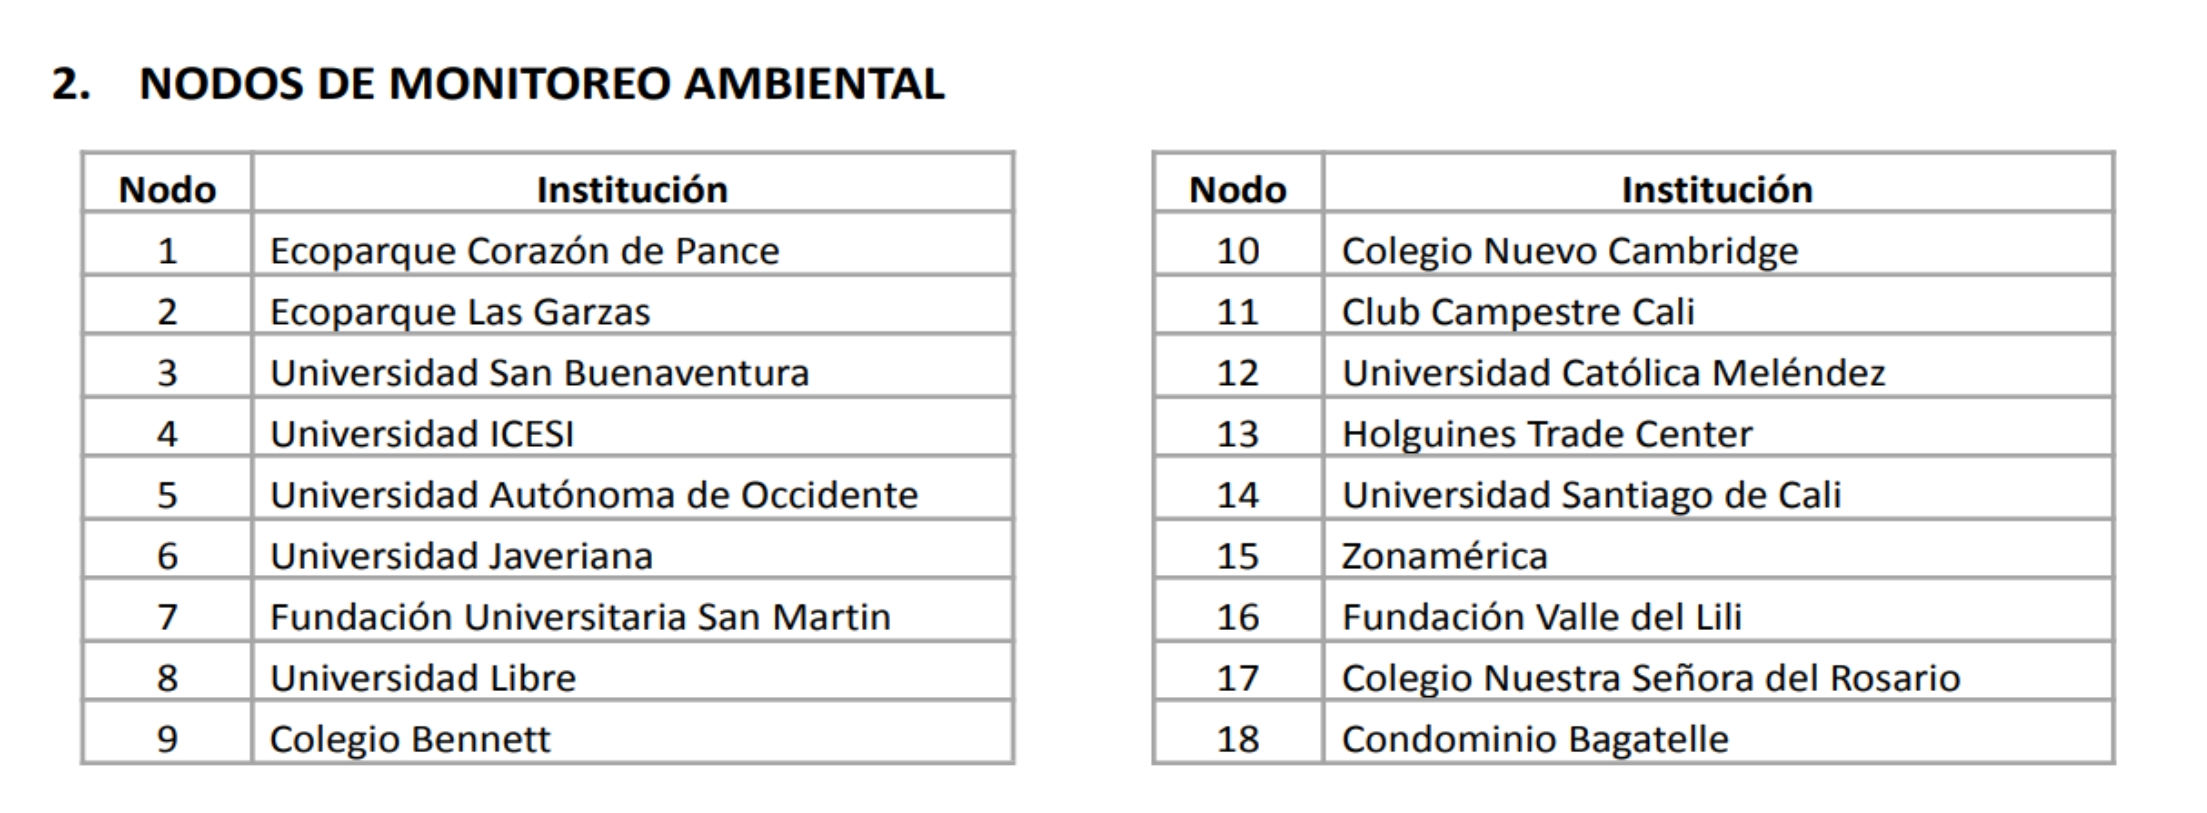 2. NODOS DE MONITOREO AMBIENTAL
Nodo Institución
1 Ecoparque Corazón de Pance
2 Ecoparque Las Garzas
3 Universidad San Buenaventura
4 Universidad ICESI
5 Universidad Autónoma de Occidente
6 Universidad Javeriana
7 Fundación Universitaria San Martin
8 Universidad Libre
9 Colegio Bennett
Nodo Institución
10 Colegio Nuevo Cambridge
11 Club Campestre Cali
12 Universidad Católica Meléndez
13 Holguines Trade Center
14 Universidad Santiago de Cali
15 Zonamérica
16 Fundación Valle del Lili
17 Colegio Nuestra Señora del Rosario
18 Condominio Bagatelle